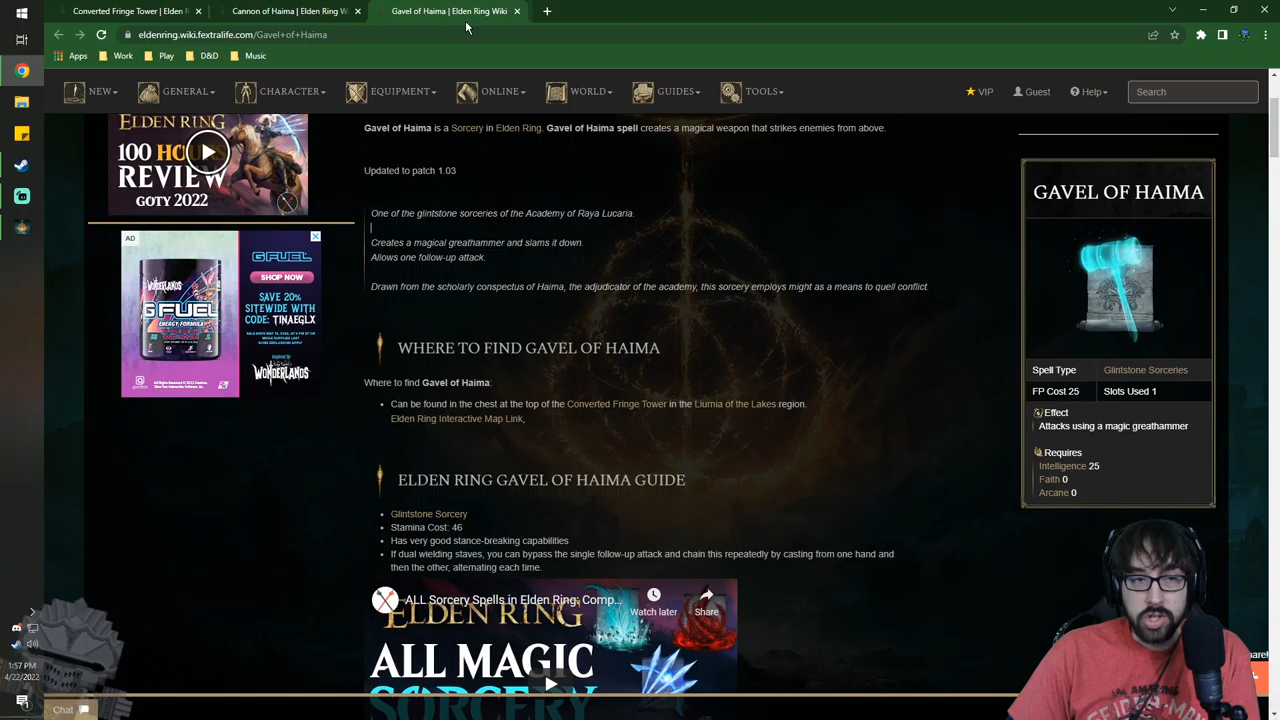 Converted Fringe Tower | Elden R
Cannon of Haima | Elden Ring W
Gavel of Haima | Elden Ring Wiki
eldenring.wiki.fextralife.com/Gavel+of+Haima
Apps
Work
Play
D&D
Music
NEW
GENERAL
CHARACTER
EQUIPMENT
ONLINE
WORLD
GUIDES
TOOLS
VIP
Guest
Help
Search
ELDEN RING
100 HO
REVIEW
GOTY 2022
Gavel of Haima is a Sorcery in Elden Ring. Gavel of Haima spell creates a magical weapon that strikes enemies from above.
Updated to patch 1.03
One of the glintstone sorceries of the Academy of Raya Lucaria.
Creates a magical greathammer and slams it down.
Allows one follow-up attack.
Drawn from the scholarly conspectus of Haima, the adjudicator of the academy, this sorcery employs might as a means to quell conflict.
AD
WONDERLANDS
GFUEL
ENERGY FORMULA
GFUEL
SHOP NOW
SAVE 20%
SITEWIDE WITH
CODE: TINAEGLX
WONDERLANDS
WHERE TO FIND GAVEL OF HAIMA
Where to find Gavel of Haima:
Can be found in the chest at the top of the Converted Fringe Tower in the Liurnia of the Lakes region.
Elden Ring Interactive Map Link,
ELDEN RING GAVEL OF HAIMA GUIDE
Glintstone Sorcery
Stamina Cost: 46
Has very good stance-breaking capabilities
If dual wielding staves, you can bypass the single follow-up attack and chain this repeatedly by casting from one hand and
then the other, alternating each time.
ALL Sorcery Spells in Elden Ring: Comp...
Watch later
Share
ELDEN RING
ALL MAGIC
SORCERY
GAVEL OF HAIMA
Spell Type
Glintstone Sorceries
FP Cost 25
Slots Used 1
Effect
Attacks using a magic greathammer
Requires
Intelligence 25
Faith 0
Arcane 0
1:57 PM
4/22/2022
Chat